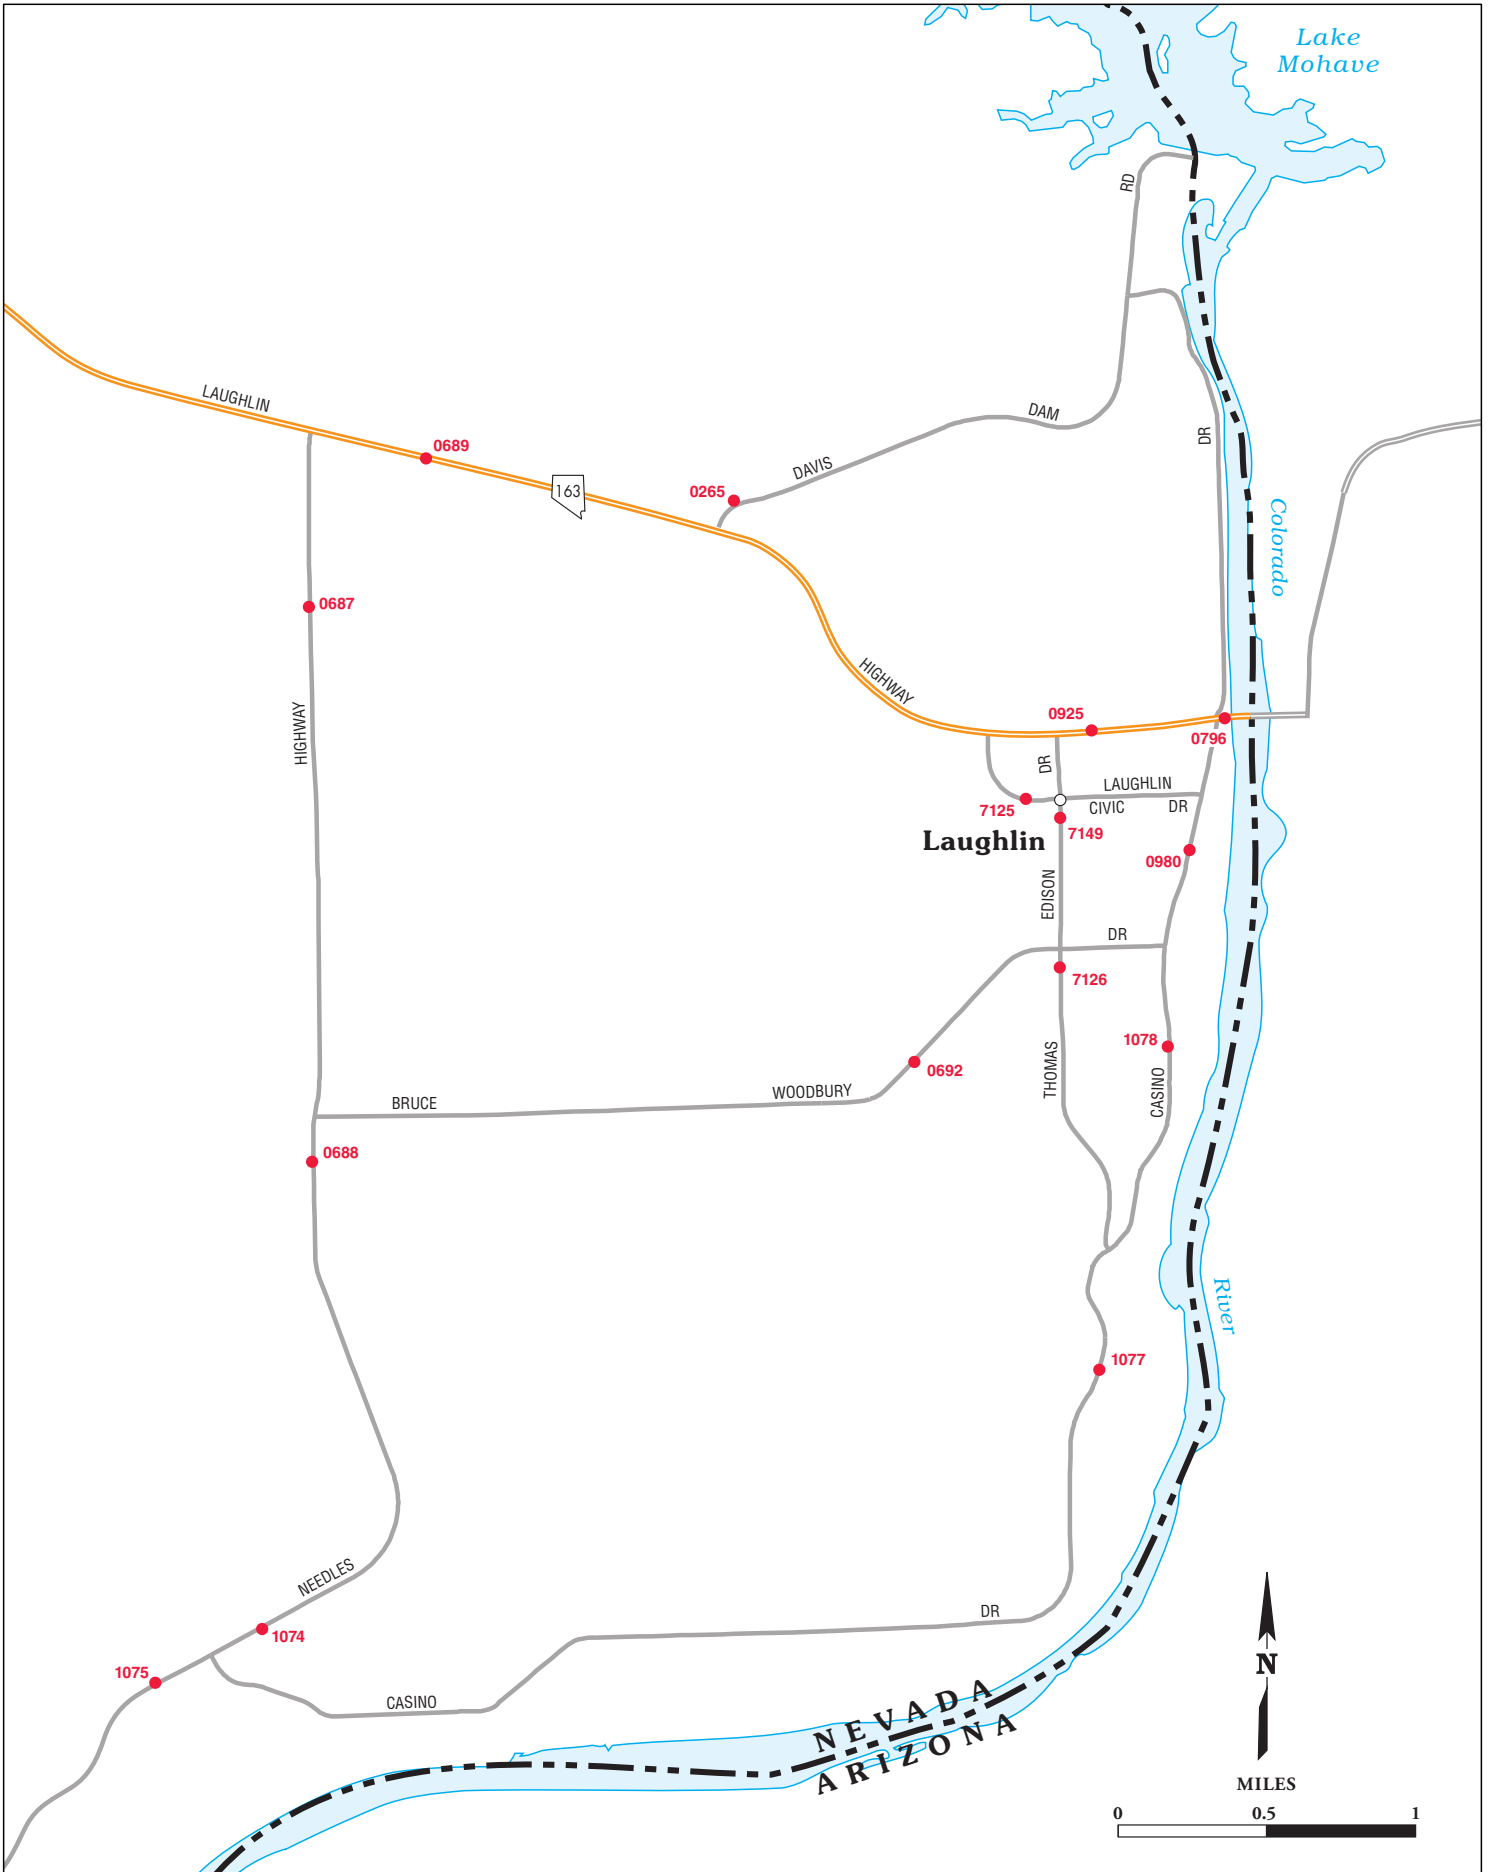 Lake
Mohave
RD
LAUGHLIN
DAM
DR
0689
DAVIS
0265
163
Colorado
0687
HIGHWAY
HIGHWAY
0925
0796
DR
LAUGHLIN
CIVIC DR
7125
7149
Laughlin
0980
EDISON
DR
7126
1078
THOMAS
0692
CASINO
WOODBURY
BRUCE
0688
River
1077
NEEDLES
DR
1074
1075
N
CASINO
NEVADA
ARIZONA
MILES
0 0.5 1